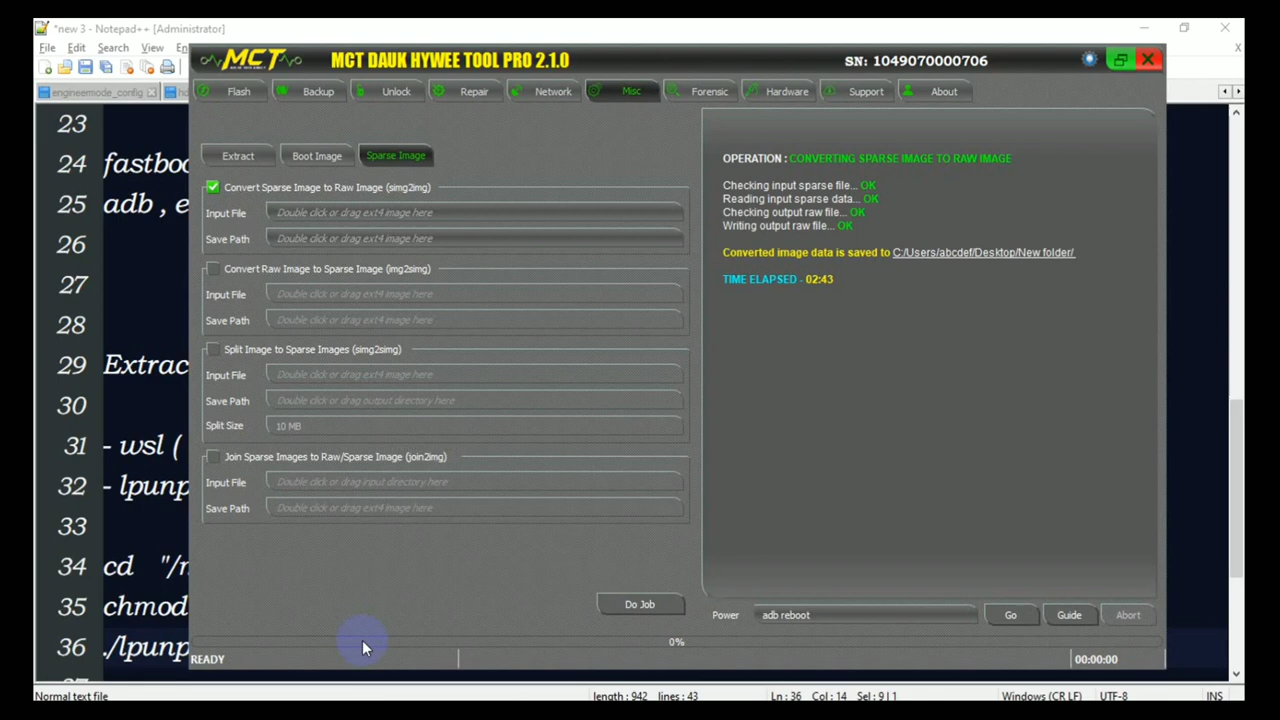 *new 3 - Notepad++ [Administrator]
MCT MCT DAUK HYWEE TOOL PRO 2.1.0 SN: 1049070000706
File Edit Search View En
engineermode_config
Flash Backup Unlock Repair Network Misc Forensic Hardware Support About
23
24 fastboo
25 adb , e
26
27
28
29 Extrac
30
31 - wsl (
32 - lpunp
33
34 cd "/n
35 chmod
36 ./lpunp
Extract Boot Image Sparse Image
Convert Sparse Image to Raw Image (simg2img)
Input File Double click or drag ext4 image here
Save Path Double click or drag ext4 image here
Convert Raw Image to Sparse Image (img2simg)
Input File Double click or drag ext4 image here
Save Path Double click or drag ext4 image here
Split Image to Sparse Images (simg2simg)
Input File Double click or drag ext4 image here
Save Path Double click or drag output directory here
Split Size 10 MB
Join Sparse Images to Raw/Sparse Image (join2img)
Input File Double click or drag input directory here
Save Path Double click or drag ext4 image here
Do Job
OPERATION : CONVERTING SPARSE IMAGE TO RAW IMAGE
Checking input sparse file... OK
Reading input sparse data... OK
Checking output raw file... OK
Writing output raw file... OK
Converted image data is saved to C:/Users/abcdef/Desktop/New folder/
TIME ELAPSED - 02:43
Power adb reboot Go Guide Abort
0%
READY 00:00:00
Normal text file length : 942 lines : 43 Ln : 36 Col : 14 Sel : 9 | 1 Windows (CR LF) UTF-8 INS